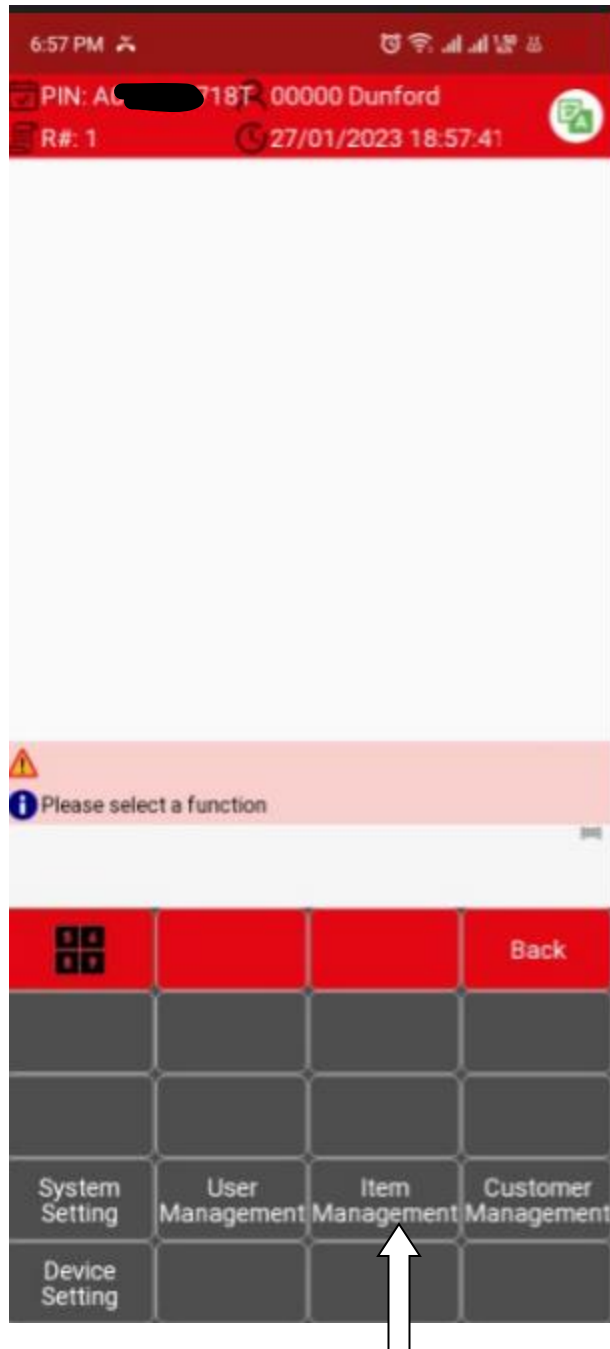 6:57 PM
PIN: A 718T 00000 Dunford
R#: 1 27/01/2023 18:57:41
Please select a function
Back
System Setting
User Management
Item Management
Customer Management
Device Setting